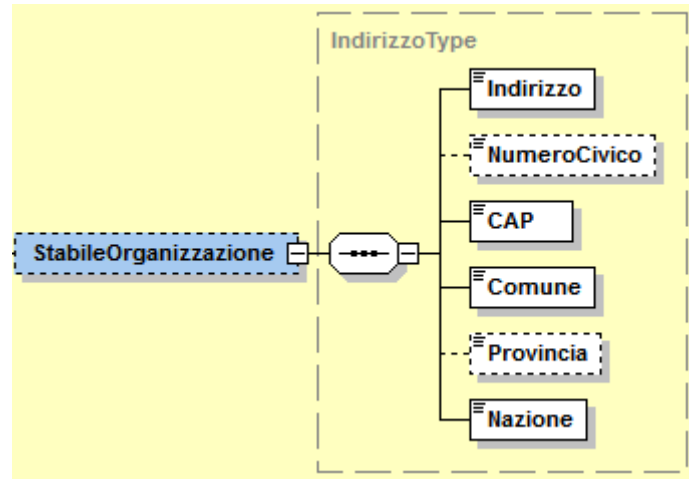 IndirizzoType
Indirizzo
NumeroCivico
CAP
StabileOrganizzazione
Comune
Provincia
Nazione